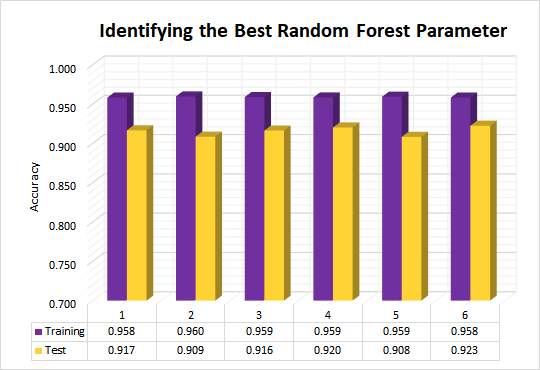 Identifying the Best Random Forest Parameter
1.000
0.950
0.900
0.850
0.800
0.750
0.700
Accuracy
1 2 3 4 5 6
Training 0.958 0.960 0.959 0.959 0.959 0.958
Test 0.917 0.909 0.916 0.920 0.908 0.923